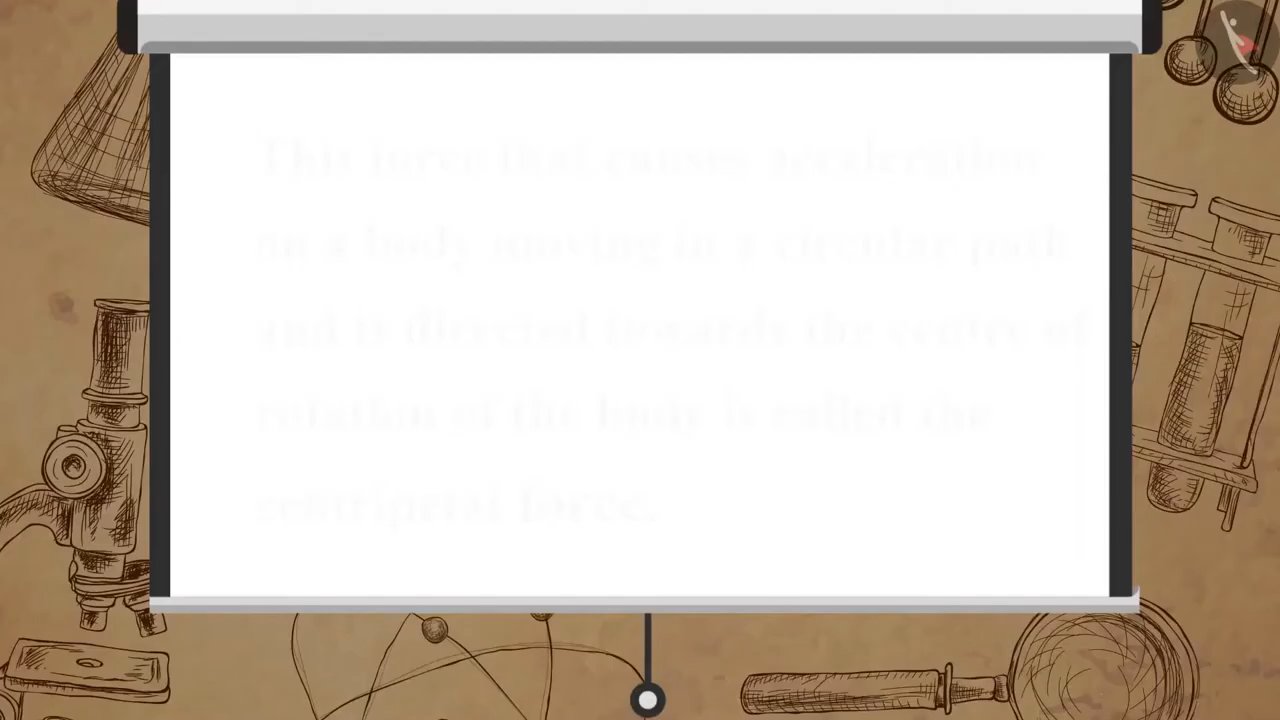 This force that causes acceleration
on a body moving in a circular path
and is directed towards the centre of
rotation of the body is called the
centripetal force.